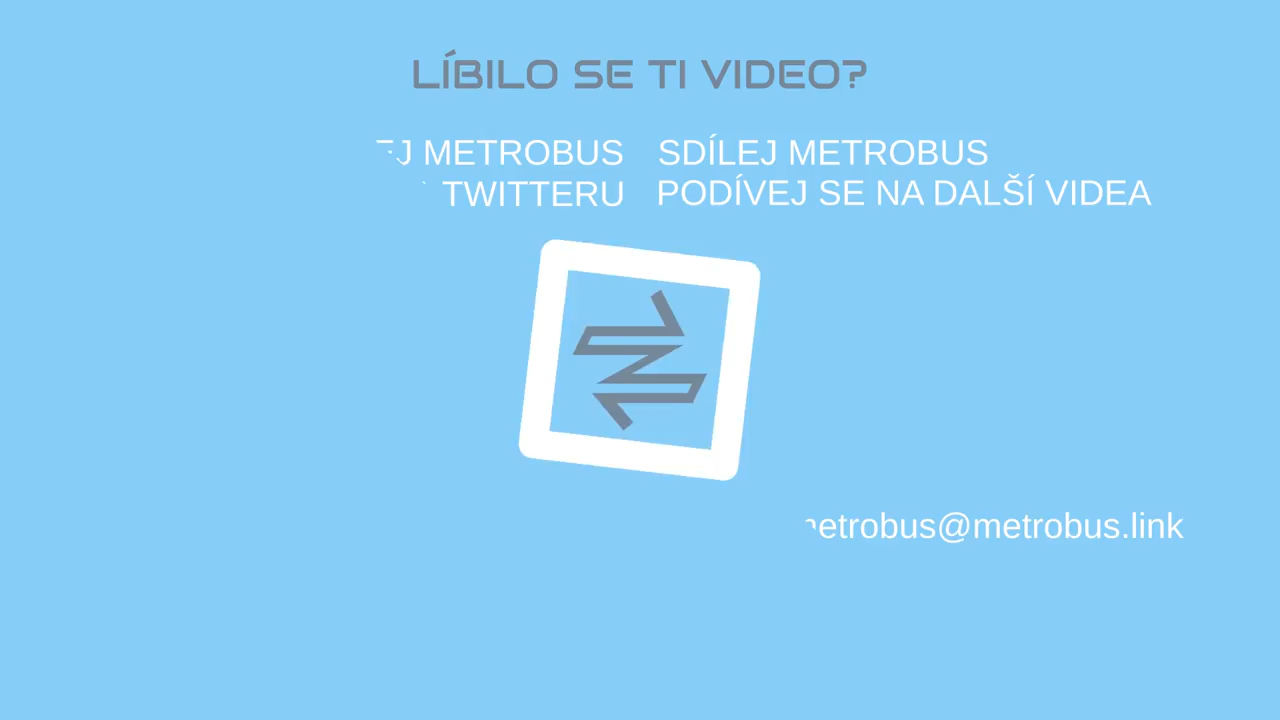 LÍBILO SE TI VIDEO?
METROBUS
TWITTERU
SDÍLEJ METROBUS
PODÍVEJ SE NA DALŠÍ VIDEA
etrobus@metrobus.link